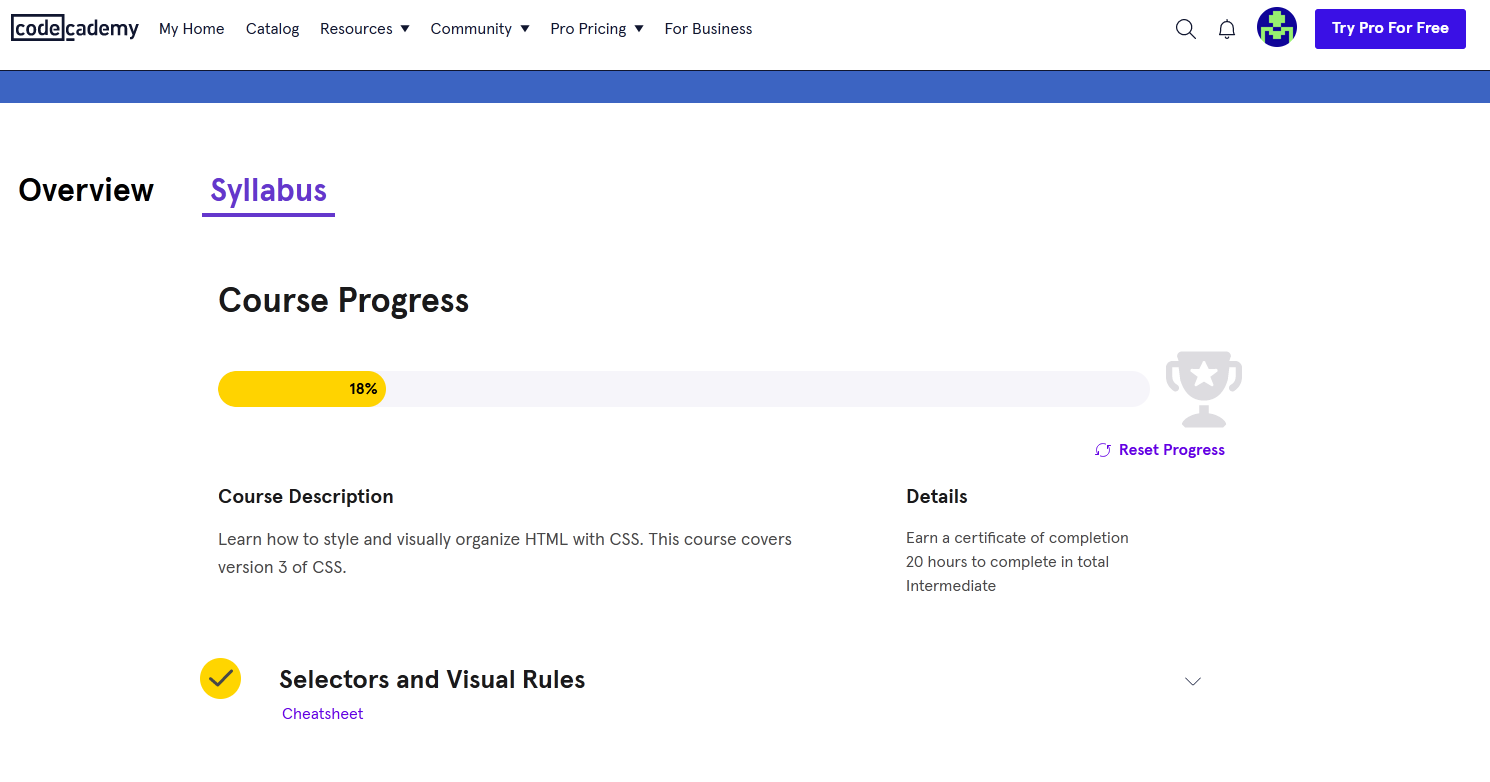 codecademy My Home Catalog Resources Community Pro Pricing For Business Try Pro For Free
Overview Syllabus
Course Progress
18%
Reset Progress
Course Description
Learn how to style and visually organize HTML with CSS. This course covers
version 3 of CSS.
Details
Earn a certificate of completion
20 hours to complete in total
Intermediate
Selectors and Visual Rules
Cheatsheet